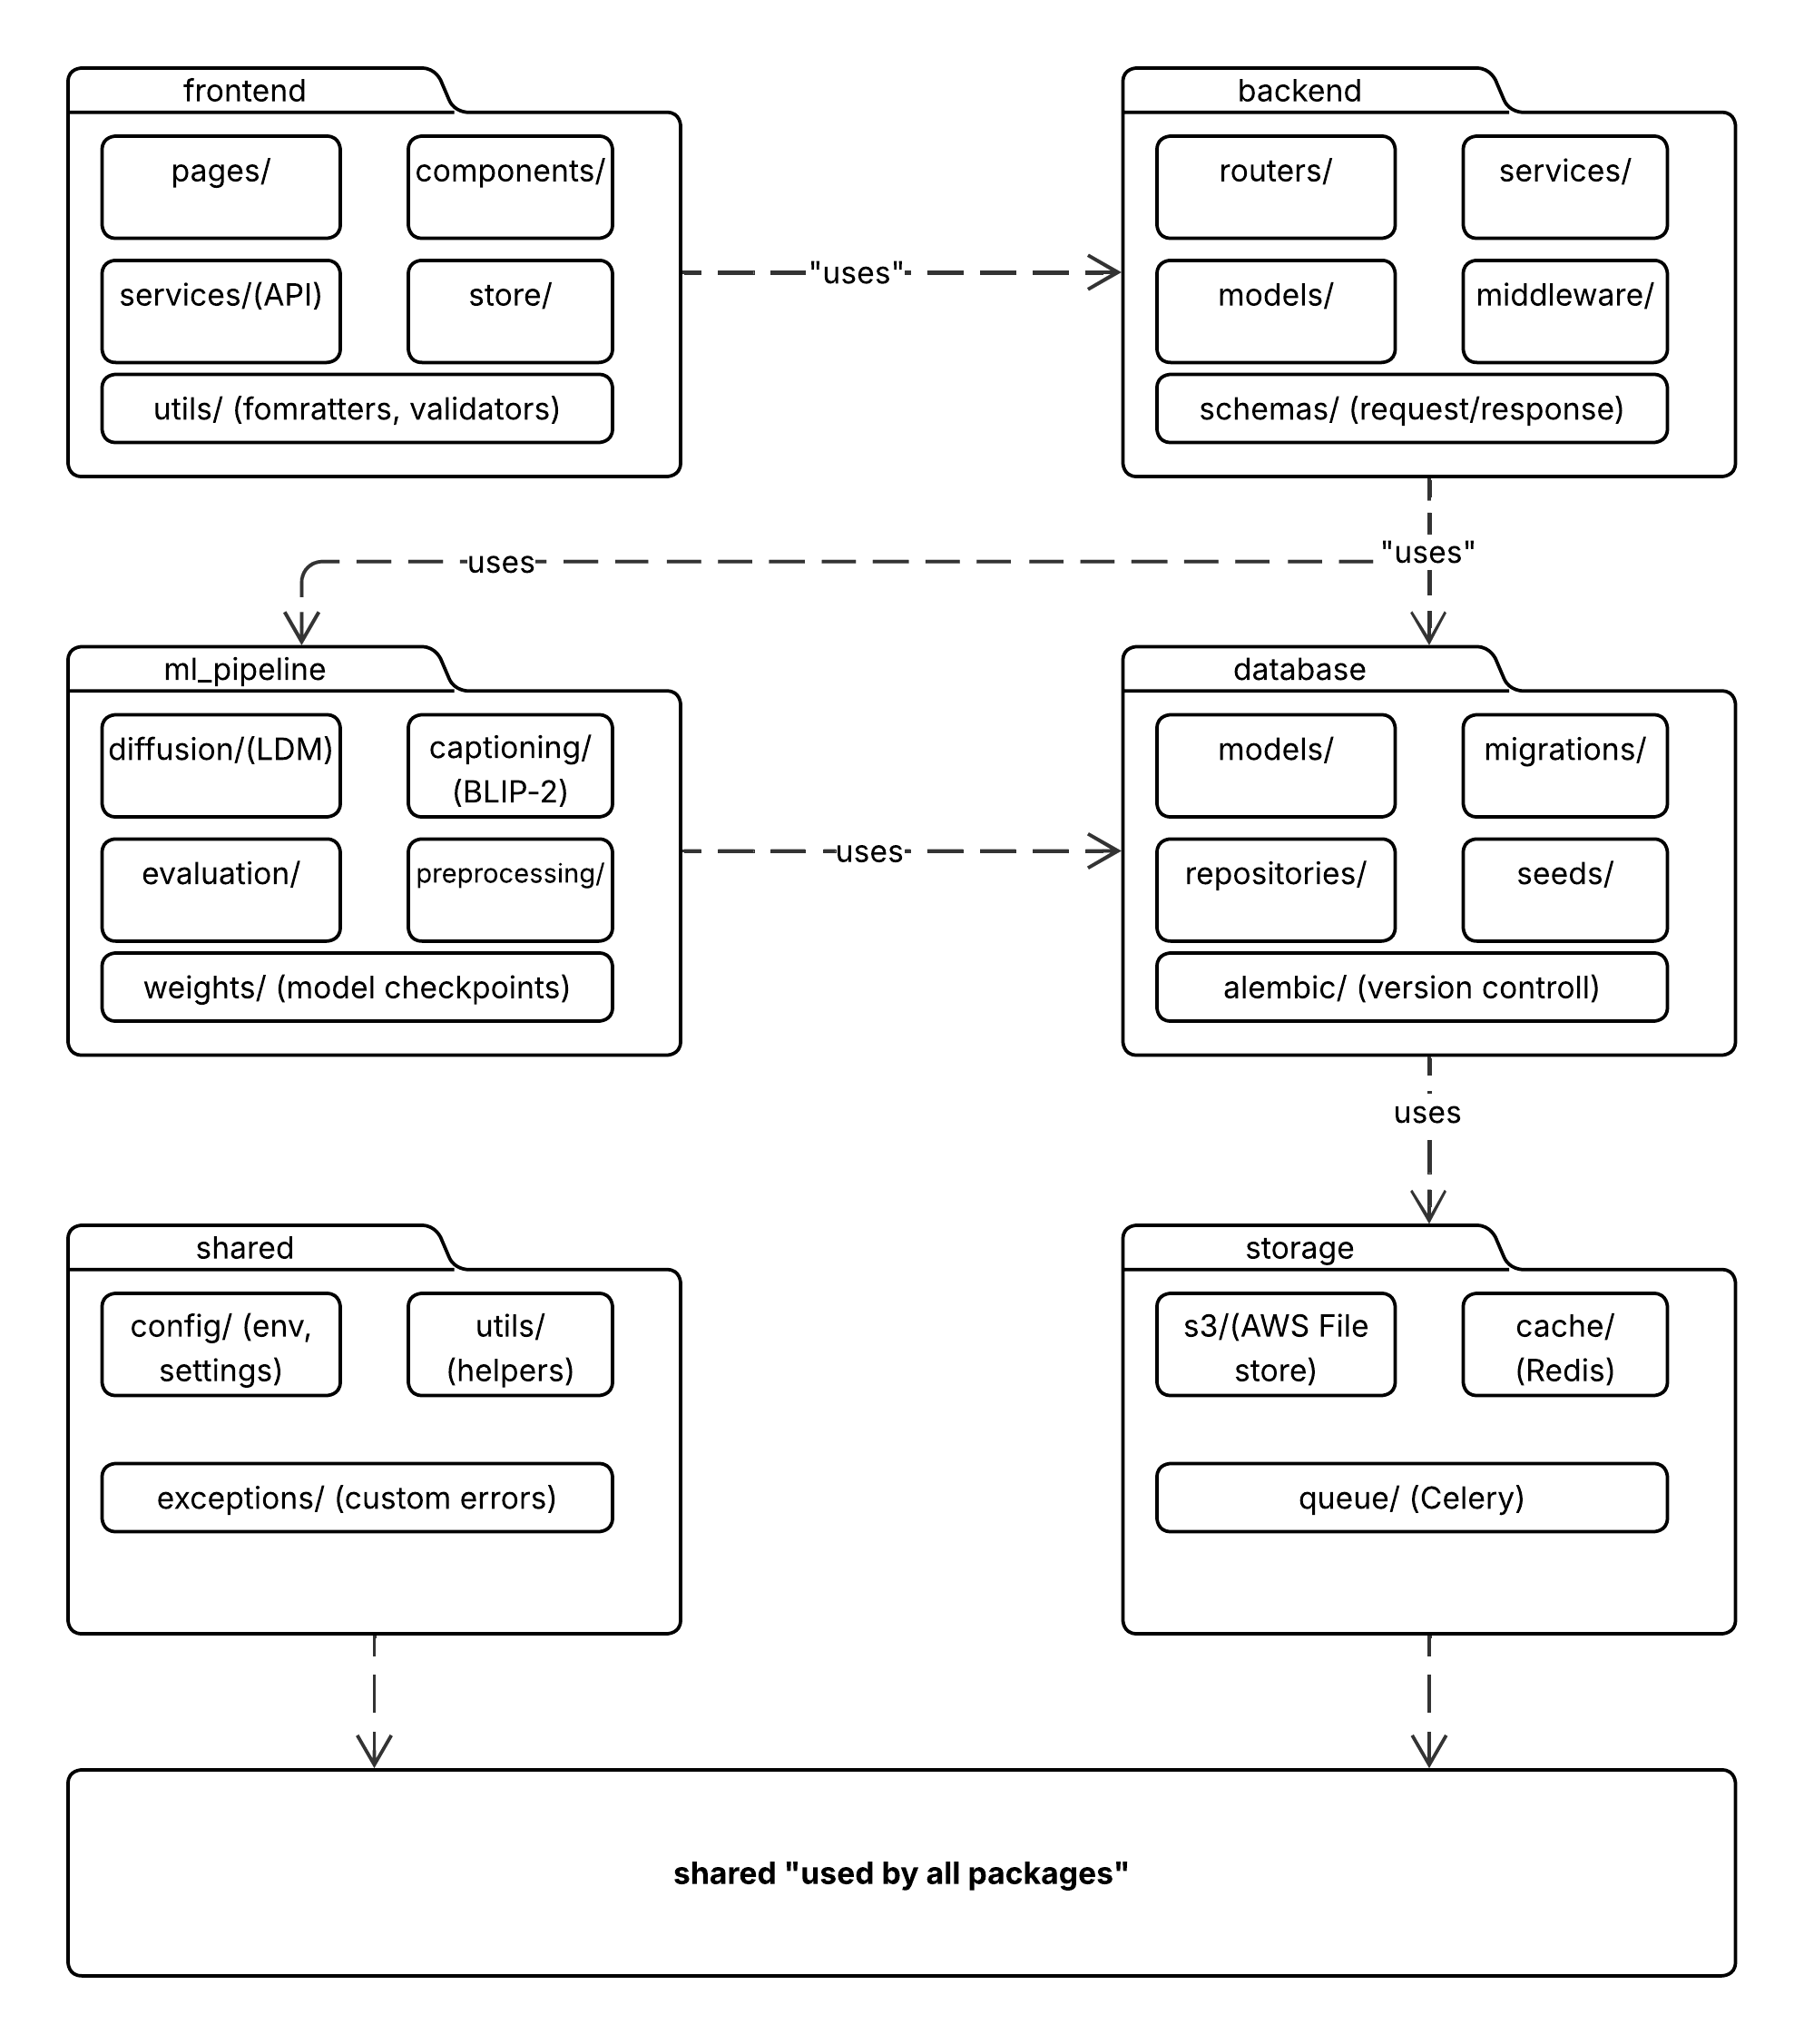 frontend
pages/
components/
services/(API)
store/
utils/ (fomratters, validators)
"uses"
backend
routers/
services/
models/
middleware/
schemas/ (request/response)
uses
"uses"
ml_pipeline
diffusion/(LDM)
captioning/
(BLIP-2)
evaluation/
preprocessing/
weights/ (model checkpoints)
uses
database
models/
migrations/
repositories/
seeds/
alembic/ (version controll)
uses
shared
config/ (env,
settings)
utils/
(helpers)
exceptions/ (custom errors)
storage
s3/(AWS File
store)
cache/
(Redis)
queue/ (Celery)
shared "used by all packages"